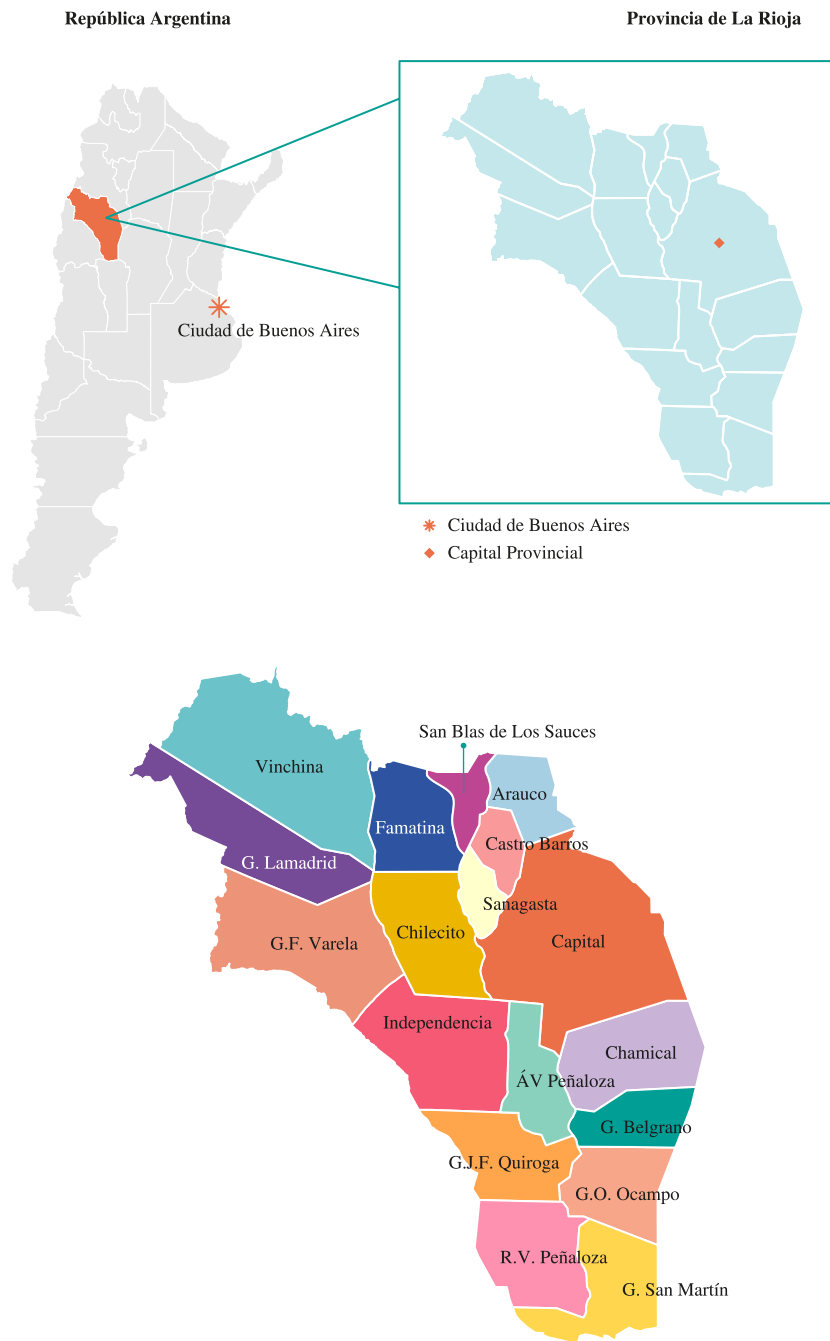 República Argentina
Provincia de La Rioja
Ciudad de Buenos Aires
Ciudad de Buenos Aires
Capital Provincial
San Blas de Los Sauces
Vinchina
Arauco
Famatina
Castro Barros
G. Lamadrid
Sanagasta
Chilecito
Capital
G.F. Varela
Independencia
Chamical
ÁV Peñaloza
G. Belgrano
G.J.F. Quiroga
G.O. Ocampo
R.V. Peñaloza
G. San Martín